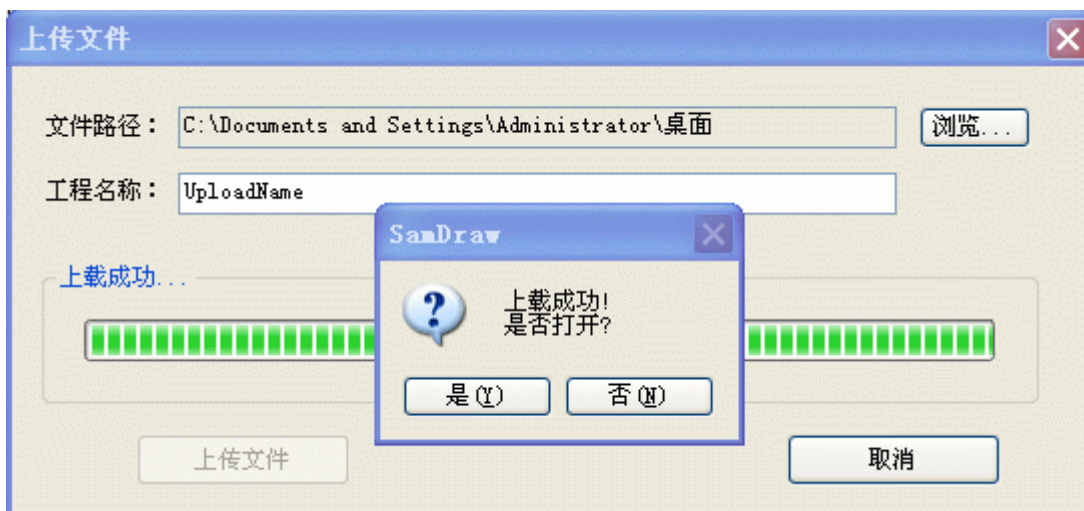 上传文件
文件路径：
C:\Documents and Settings\Administrator\桌面
浏览...
工程名称：
UploadName
SamDraw
上载成功...
上载成功!
是否打开?
是(Y)
否(N)
上传文件
取消